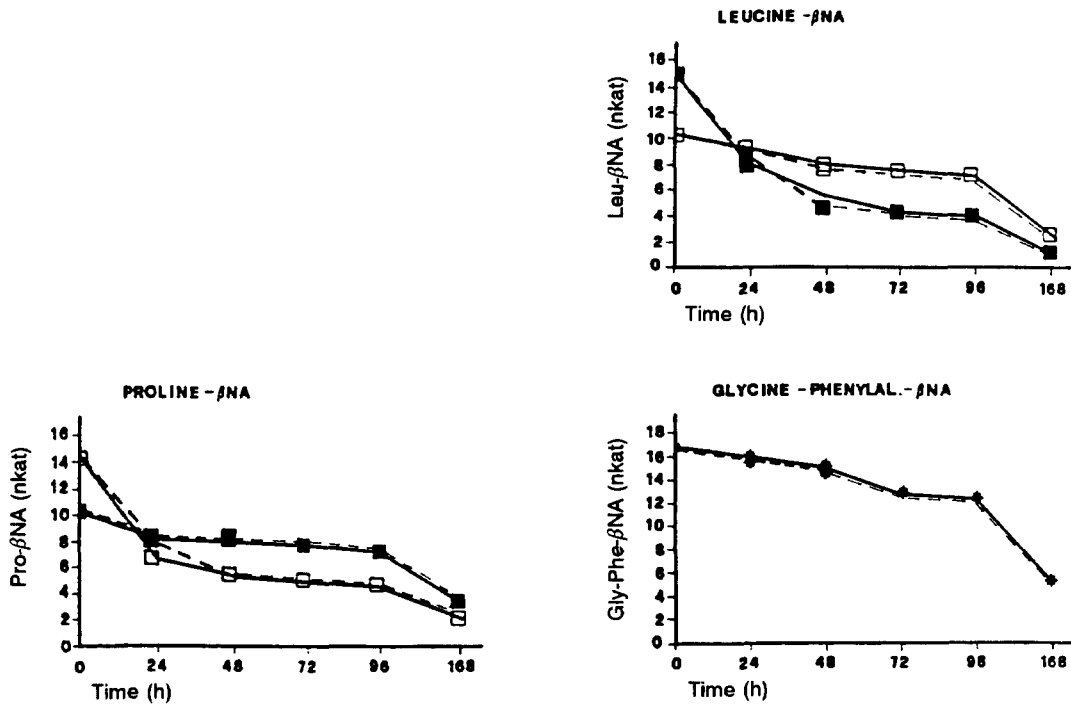 LEUCINE -βNA
Leu-βNA (nkat)
16
14
12
10
8
6
4
2
0
0 24 48 72 96 168
Time (h)
PROLINE -βNA
Pro-βNA (nkat)
16
14
12
10
8
6
4
2
0
0 24 48 72 96 168
Time (h)
GLYCINE - PHENYLAL.-βNA
Gly-Phe-βNA (nkat)
18
16
14
12
10
8
6
4
2
0
0 24 48 72 96 168
Time (h)